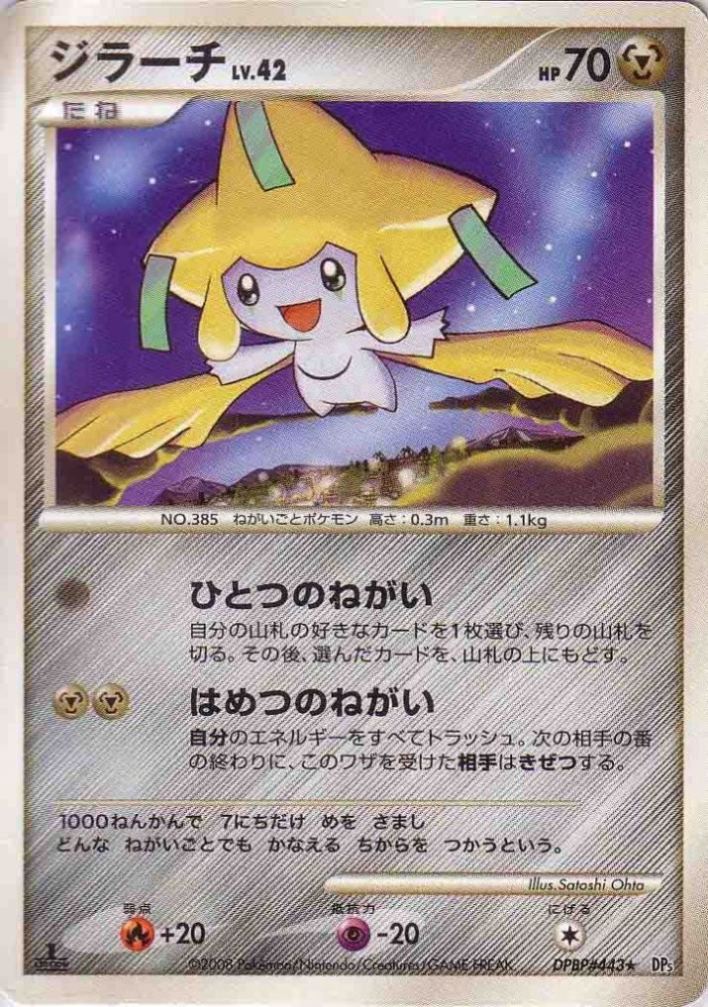 ジラーチ LV.42 HP70
たね
NO.385 ねがいごとポケモン 高さ:0.3m 重さ:1.1kg
ひとつのねがい
自分の山札の好きなカードを1枚選び、残りの山札を
切る。その後、選んだカードを、山札の上にもどす。
はめつのねがい
自分のエネルギーをすべてトラッシュ。次の相手の番
の終わりに、このワザを受けた相手はきぜつする。
1000ねんかんで 7にちだけ めを さまし
どんな ねがいごとでも かなえる ちからを つかうという。
Illus.Satoshi Ohta
弱点 抵抗力 にげる
+20 -20
1 ©2008 Pokémon/Nintendo/Creatures/GAME FREAK. DPBP#443★ DP5